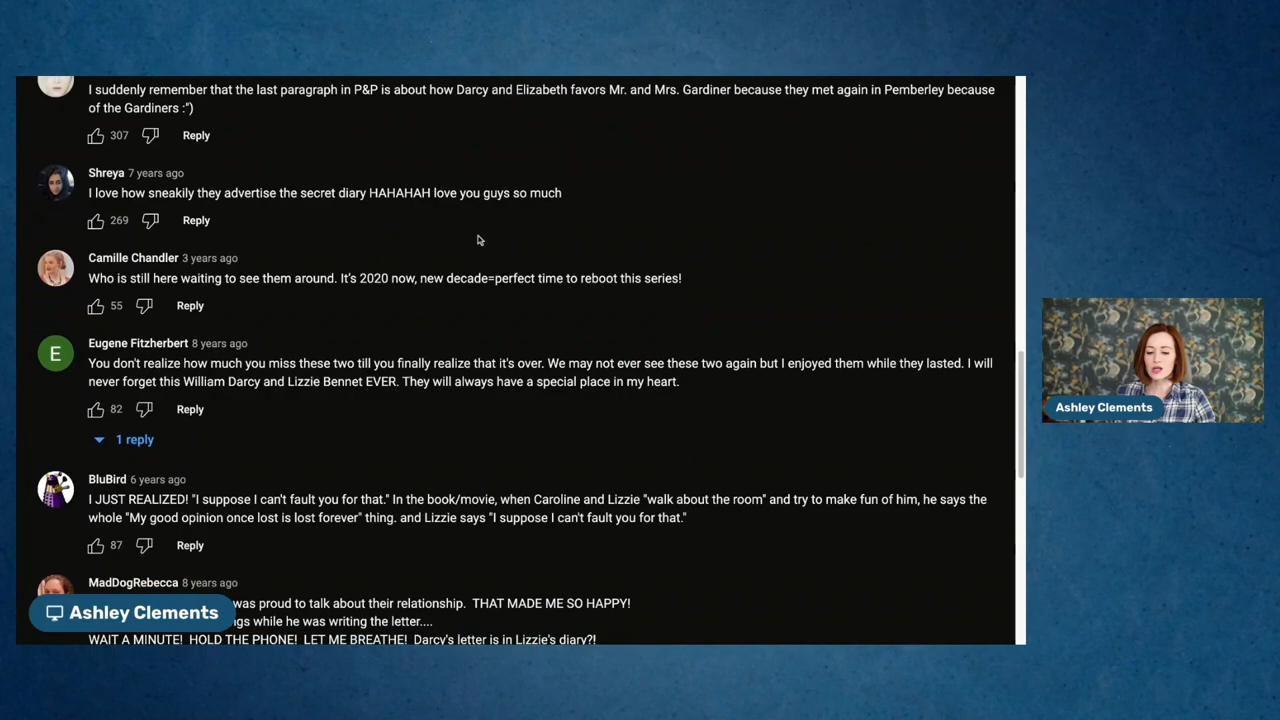 I suddenly remember that the last paragraph in P&P is about how Darcy and Elizabeth favors Mr. and Mrs. Gardiner because they met again in Pemberley because
of the Gardiners :")
307 Reply
Shreya 7 years ago
I love how sneakily they advertise the secret diary HAHAHAH love you guys so much
269 Reply
Camille Chandler 3 years ago
Who is still here waiting to see them around. It's 2020 now, new decade=perfect time to reboot this series!
55 Reply
E
Eugene Fitzherbert 8 years ago
You don't realize how much you miss these two till you finally realize that it's over. We may not ever see these two again but I enjoyed them while they lasted. I will
never forget this William Darcy and Lizzie Bennet EVER. They will always have a special place in my heart.
82 Reply
1 reply
BluBird 6 years ago
I JUST REALIZED! "I suppose I can't fault you for that." In the book/movie, when Caroline and Lizzie "walk about the room" and try to make fun of him, he says the
whole "My good opinion once lost is lost forever" thing. and Lizzie says "I suppose I can't fault you for that."
87 Reply
MadDogRebecca 8 years ago
was proud to talk about their relationship. THAT MADE ME SO HAPPY!
ngs while he was writing the letter....
WAIT A MINUTE! HOLD THE PHONE! LET ME BREATHE! Darcy's letter is in Lizzie's diary?!
Ashley Clements
Ashley Clements